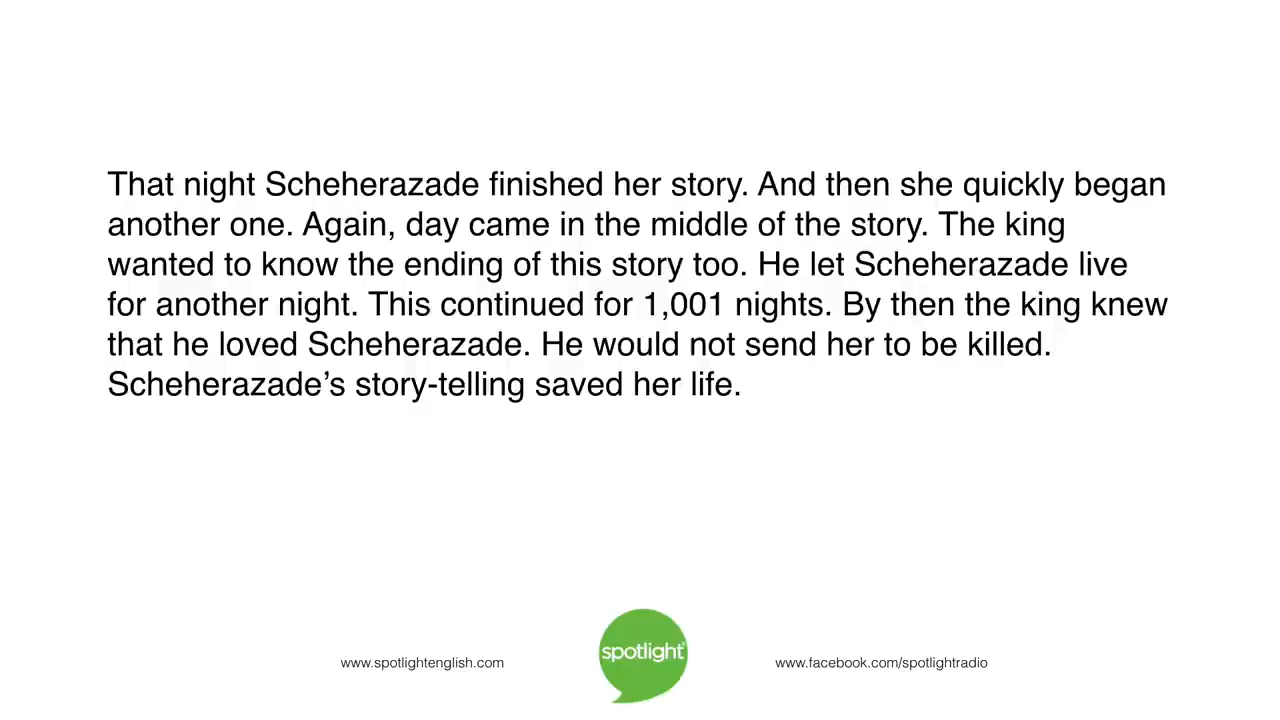 That night Scheherazade finished her story. And then she quickly began
another one. Again, day came in the middle of the story. The king
wanted to know the ending of this story too. He let Scheherazade live
for another night. This continued for 1,001 nights. By then the king knew
that he loved Scheherazade. He would not send her to be killed.
Scheherazade’s story-telling saved her life.
www.spotlightenglish.com
spotlight
www.facebook.com/spotlightradio